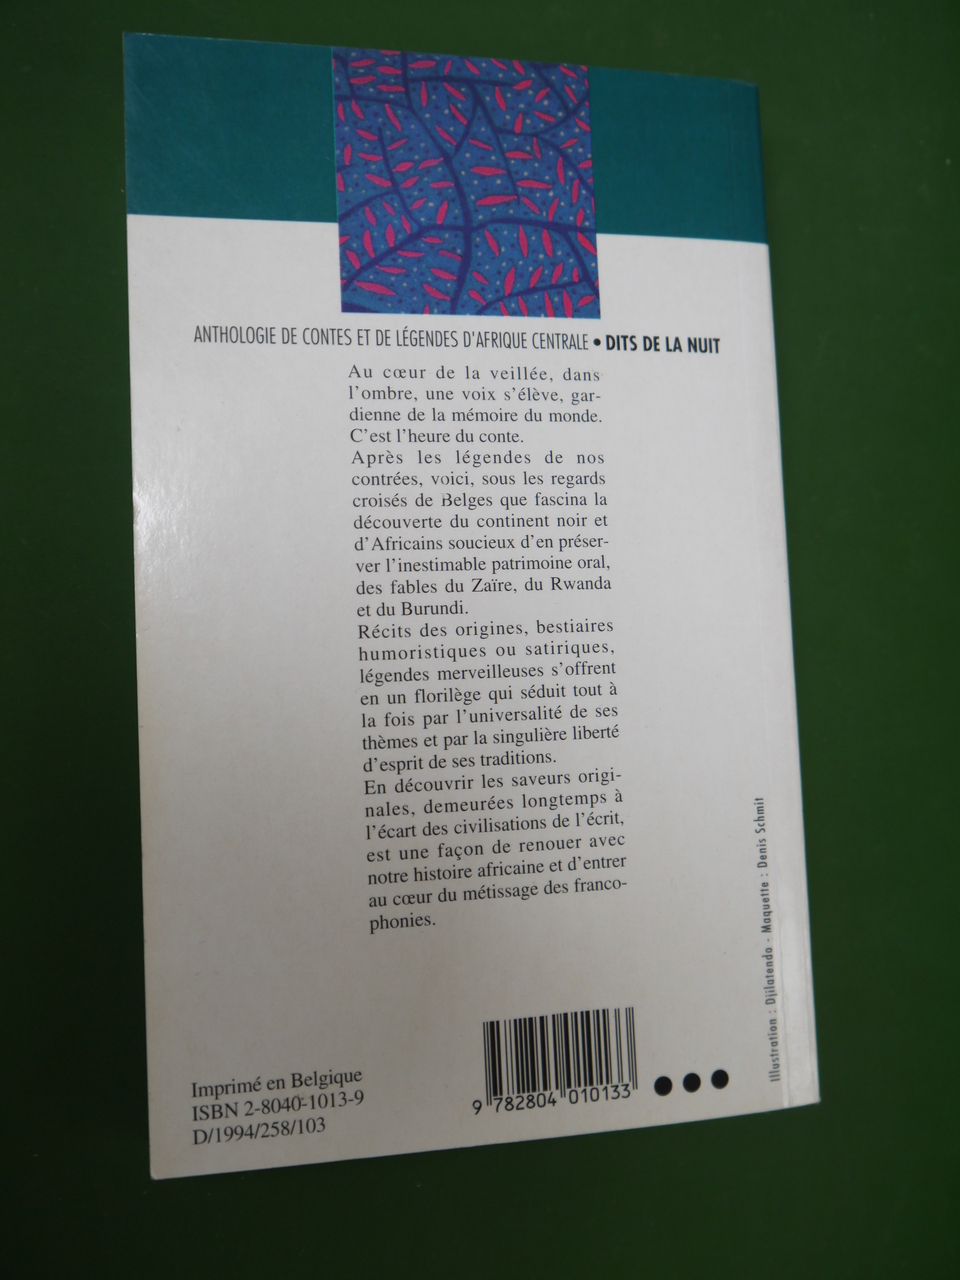 ANTHOLOGIE DE CONTES ET DE LÉGENDES D'AFRIQUE CENTRALE • DITS DE LA NUIT
Au cœur de la veillée, dans
l'ombre, une voix s'élève, gar-
dienne de la mémoire du monde.
C'est l'heure du conte.
Après les légendes de nos
contrées, voici, sous les regards
croisés de Belges que fascina la
découverte du continent noir et
d'Africains soucieux d'en préser-
ver l'inestimable patrimoine oral,
des fables du Zaïre, du Rwanda
et du Burundi.
Récits des origines, bestiaires
humoristiques ou satiriques,
légendes merveilleuses s'offrent
en un florilège qui séduit tout à
la fois par l'universalité de ses
thèmes et par la singulière liberté
d'esprit de ses traditions.
En découvrir les saveurs origi-
nales, demeurées longtemps à
l'écart des civilisations de l'écrit,
est une façon de renouer avec
notre histoire africaine et d'entrer
au cœur du métissage des franco-
phonies.
Illustration : Djilatendo - Maquette : Denis Schmit
Imprimé en Belgique
ISBN 2-8040-1013-9
D/1994/258/103
9 782804 010133